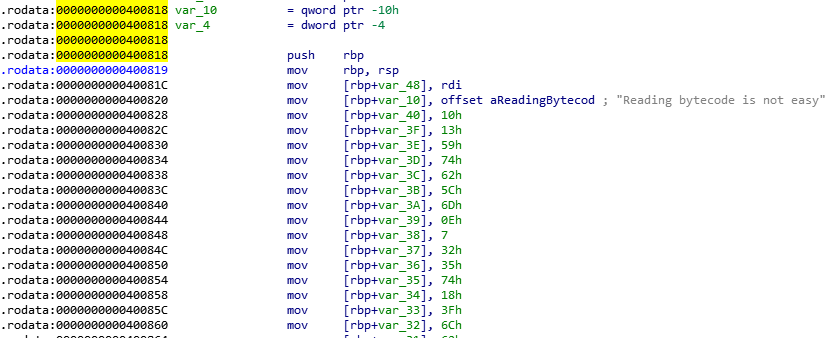 .rodata:0000000000400818 var_10 = qword ptr -10h
.rodata:0000000000400818 var_4 = dword ptr -4
.rodata:0000000000400818
.rodata:0000000000400818 push rbp
.rodata:0000000000400819 mov rbp, rsp
.rodata:000000000040081C mov [rbp+var_48], rdi
.rodata:0000000000400820 mov [rbp+var_10], offset aReadingBytecod ; "Reading bytecode is not easy"
.rodata:0000000000400828 mov [rbp+var_40], 10h
.rodata:000000000040082C mov [rbp+var_3F], 13h
.rodata:0000000000400830 mov [rbp+var_3E], 59h
.rodata:0000000000400834 mov [rbp+var_3D], 74h
.rodata:0000000000400838 mov [rbp+var_3C], 62h
.rodata:000000000040083C mov [rbp+var_3B], 5Ch
.rodata:0000000000400840 mov [rbp+var_3A], 6Dh
.rodata:0000000000400844 mov [rbp+var_39], 0Eh
.rodata:0000000000400848 mov [rbp+var_38], 7
.rodata:000000000040084C mov [rbp+var_37], 32h
.rodata:0000000000400850 mov [rbp+var_36], 35h
.rodata:0000000000400854 mov [rbp+var_35], 74h
.rodata:0000000000400858 mov [rbp+var_34], 18h
.rodata:000000000040085C mov [rbp+var_33], 3Fh
.rodata:0000000000400860 mov [rbp+var_32], 6Ch